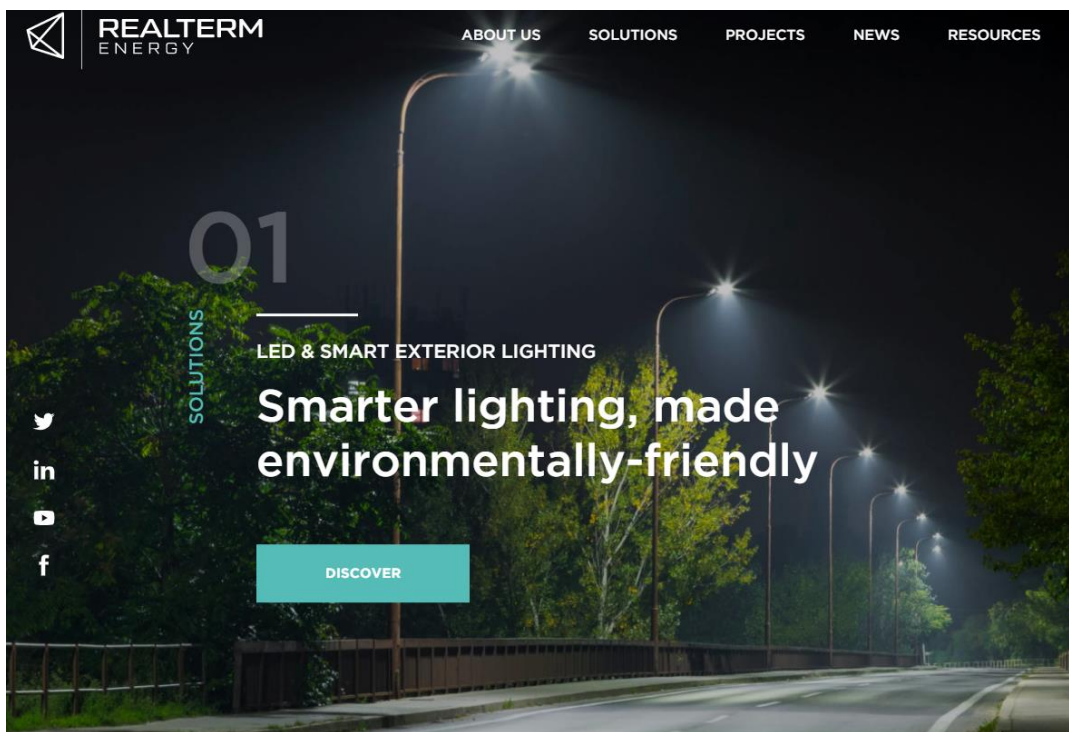 REALTERM
ENERGY
ABOUT US
SOLUTIONS
PROJECTS
NEWS
RESOURCES
01
SOLUTIONS
LED & SMART EXTERIOR LIGHTING
Smarter lighting, made
environmentally-friendly
in
f
DISCOVER